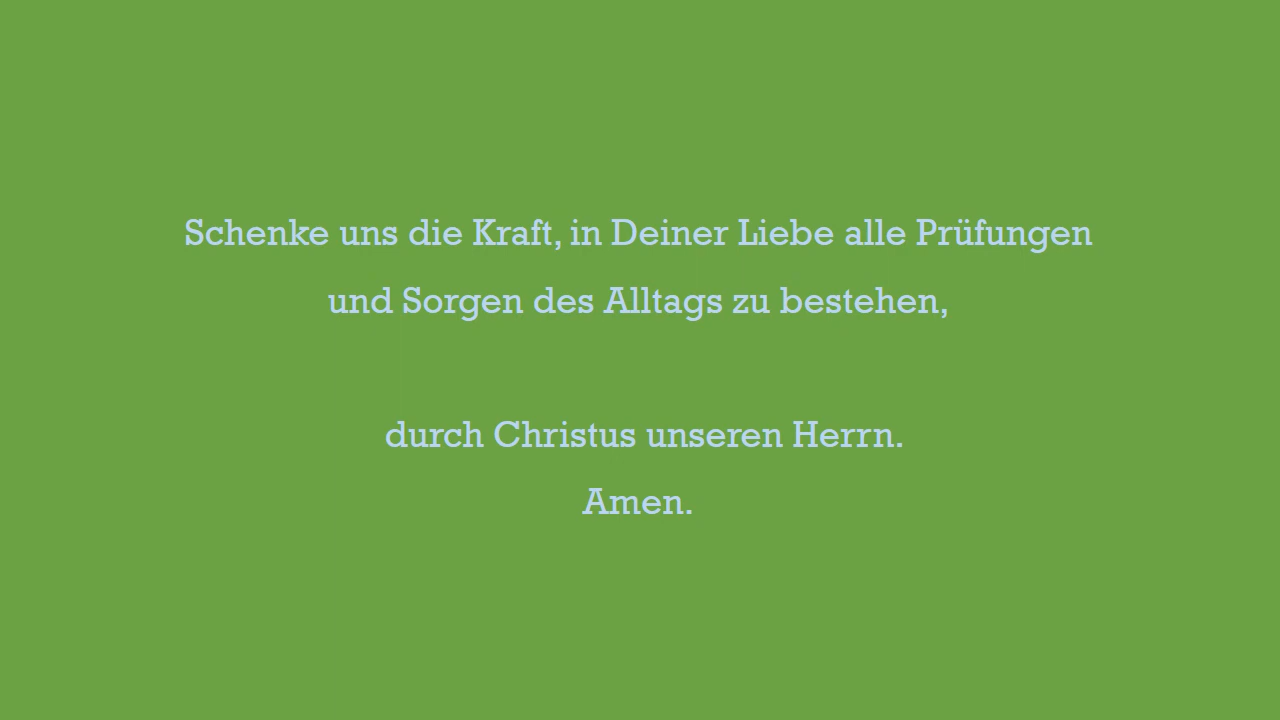 Schenke uns die Kraft, in Deiner Liebe alle Prüfungen
und Sorgen des Alltags zu bestehen,
durch Christus unseren Herrn.
Amen.